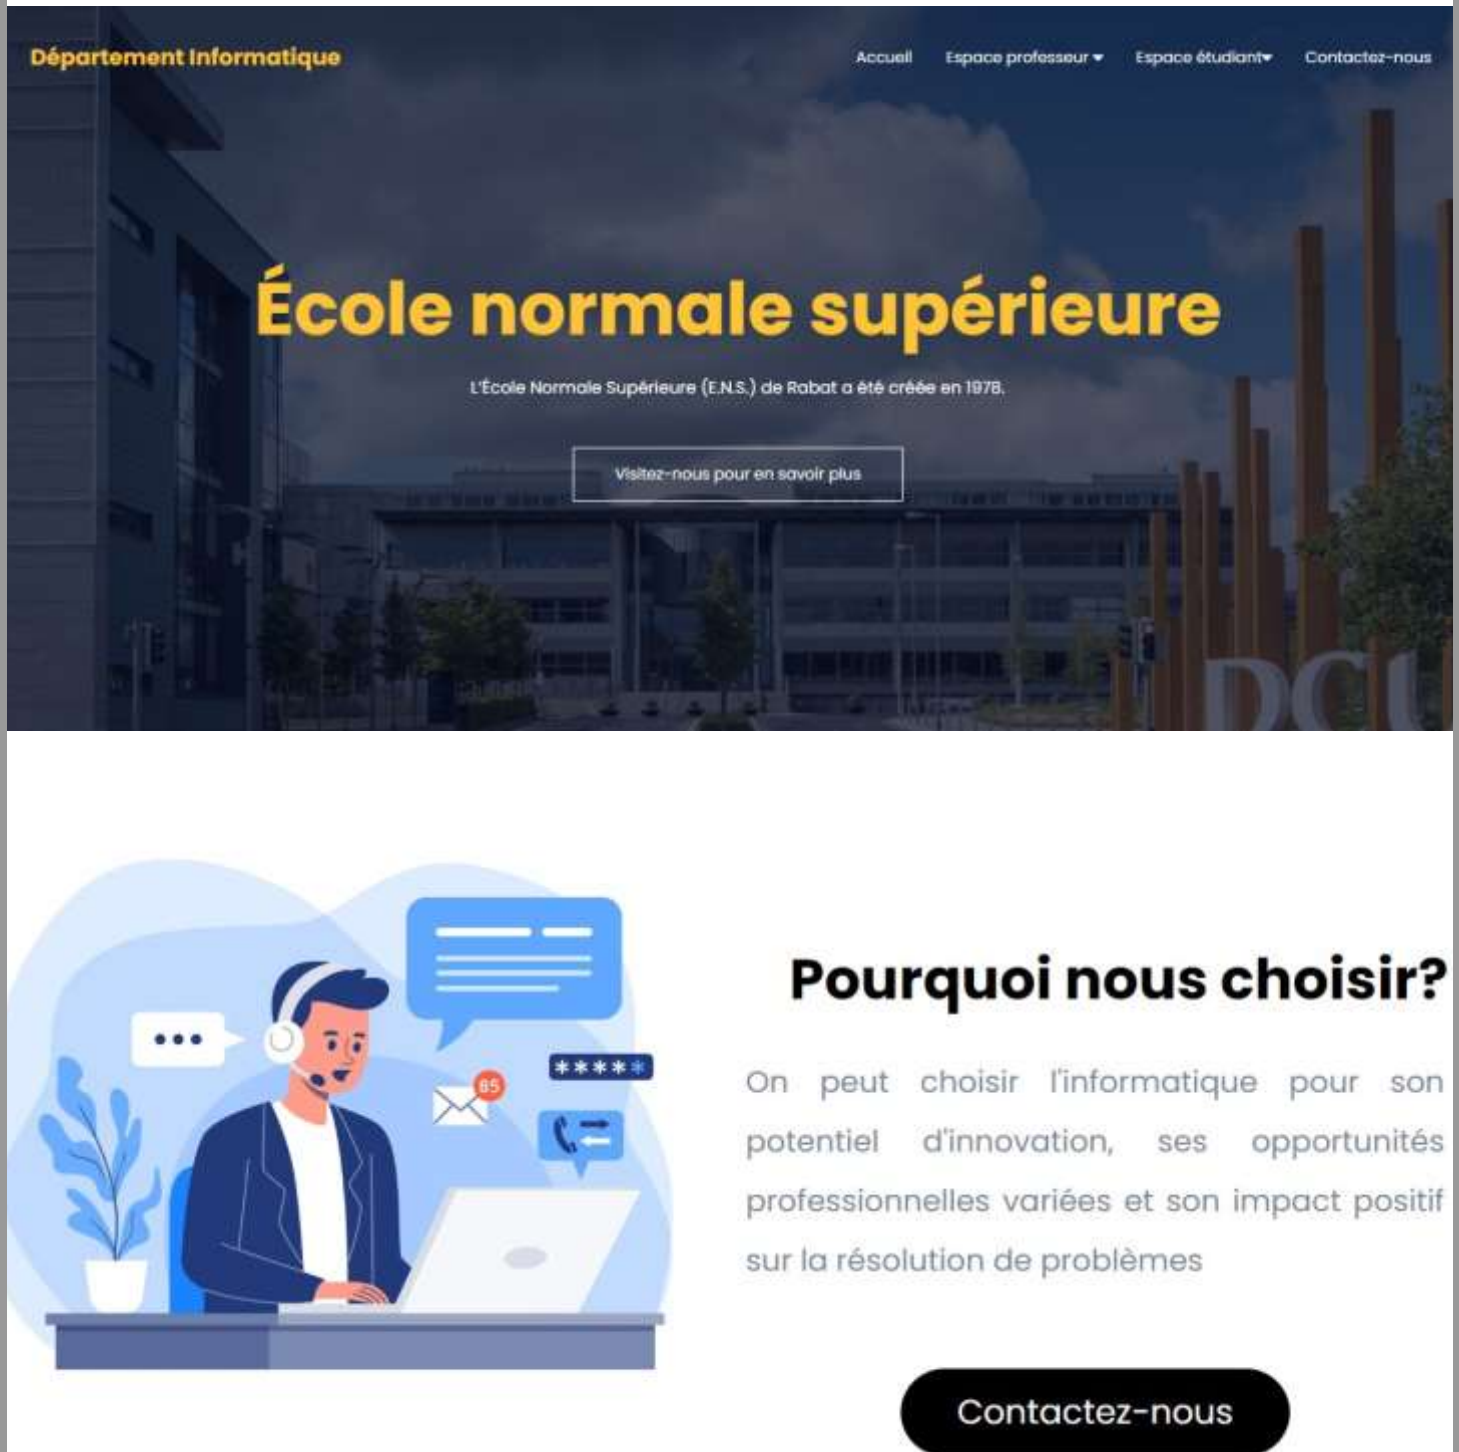 Département Informatique
Accueil Espace professeur Espace étudiant Contactez-nous
École normale supérieure
L'École Normale Supérieure (E.N.S.) de Rabat a été créée en 1978.
Visitez-nous pour en savoir plus
DCU
Pourquoi nous choisir?
65
*****
On peut choisir l'informatique pour son
potentiel d'innovation, ses opportunités
professionnelles variées et son impact positif
sur la résolution de problèmes
Contactez-nous